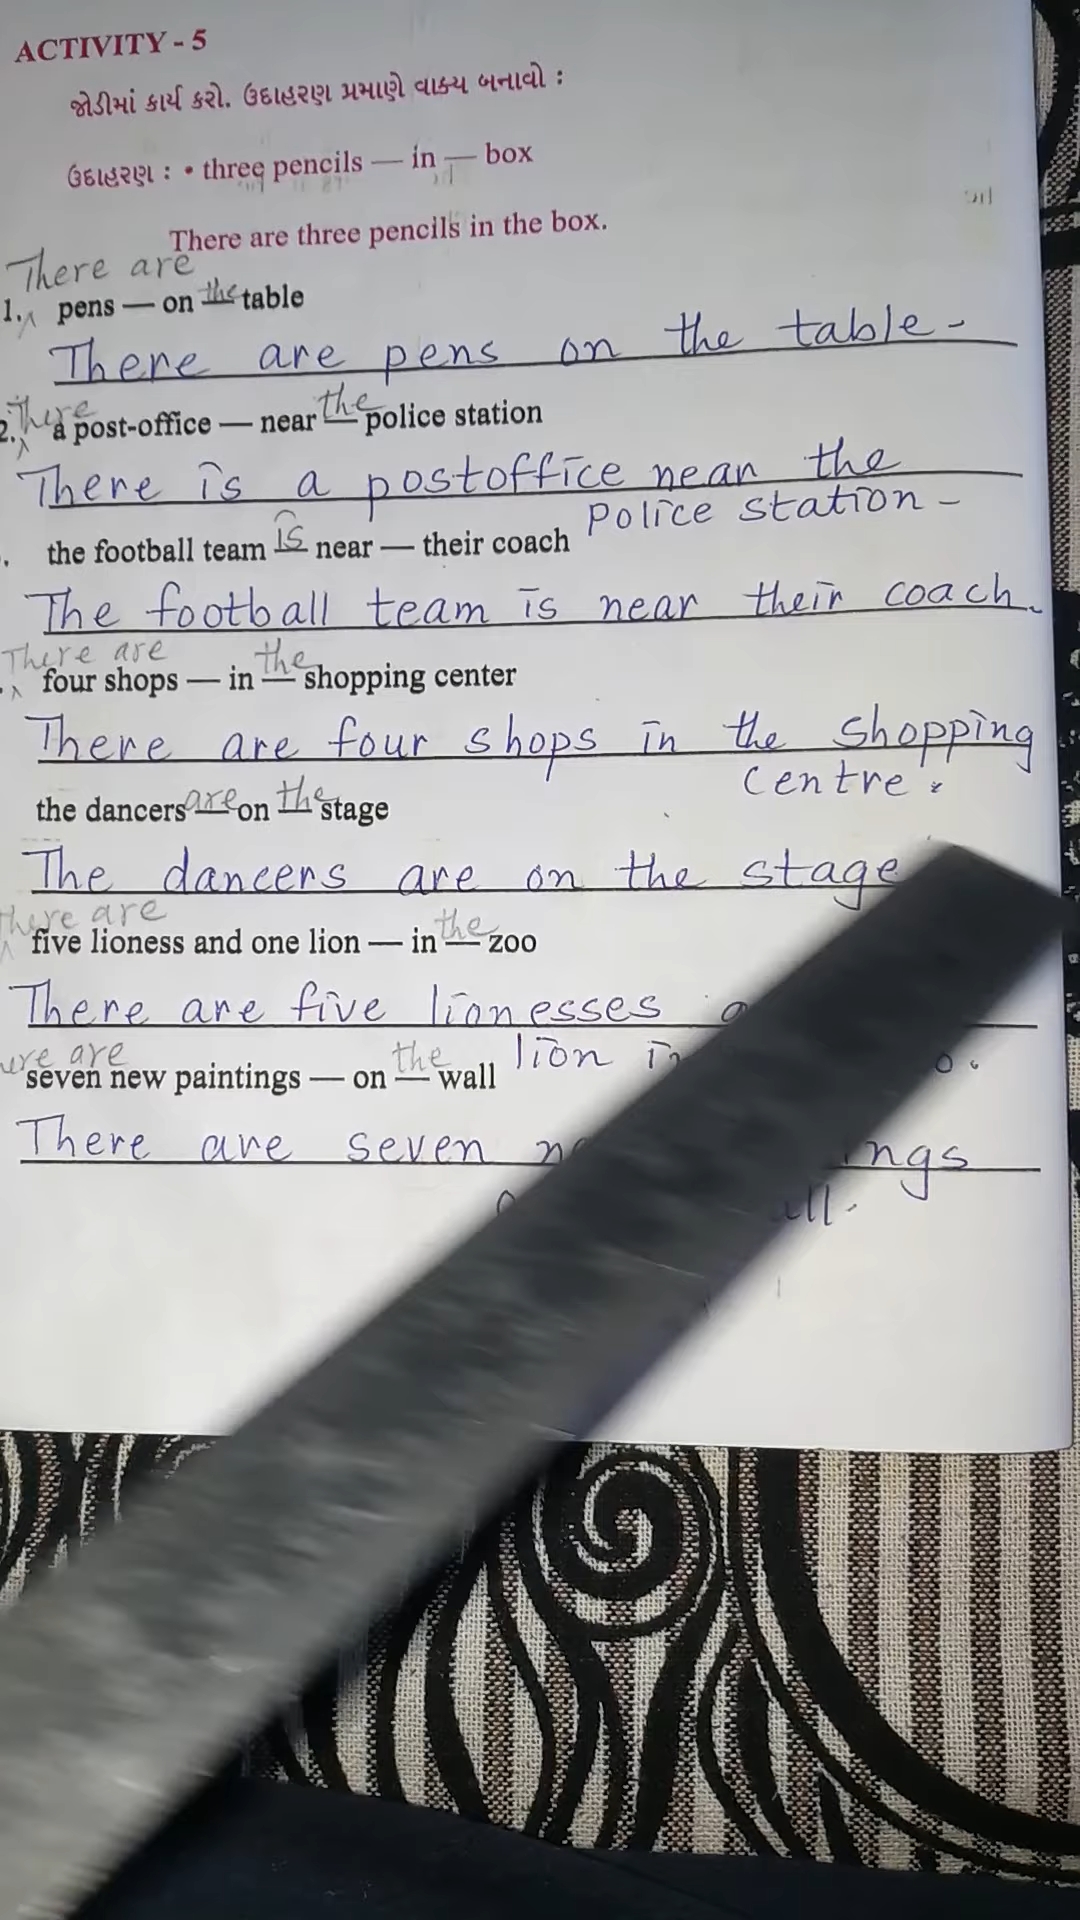 ACTIVITY - 5
જોડીમાં કાર્ય કરો. ઉદાહરણ પ્રમાણે વાક્ય બનાવો :
ઉદાહરણ : • three pencils — in — box
There are three pencils in the box.
There are
1. pens — on the table
There are pens on the table.
There
2. a post-office — near the police station
There is a postoffice near the
Police station.
the football team is near — their coach
The football team is near their coach.
There are
four shops — in the shopping center
There are four shops in the shopping
centre.
the dancers are on the stage
The dancers are on the stage
There are
five lioness and one lion — in the zoo
There are five lionesses
lion
are
seven new paintings — on the wall
There are seven